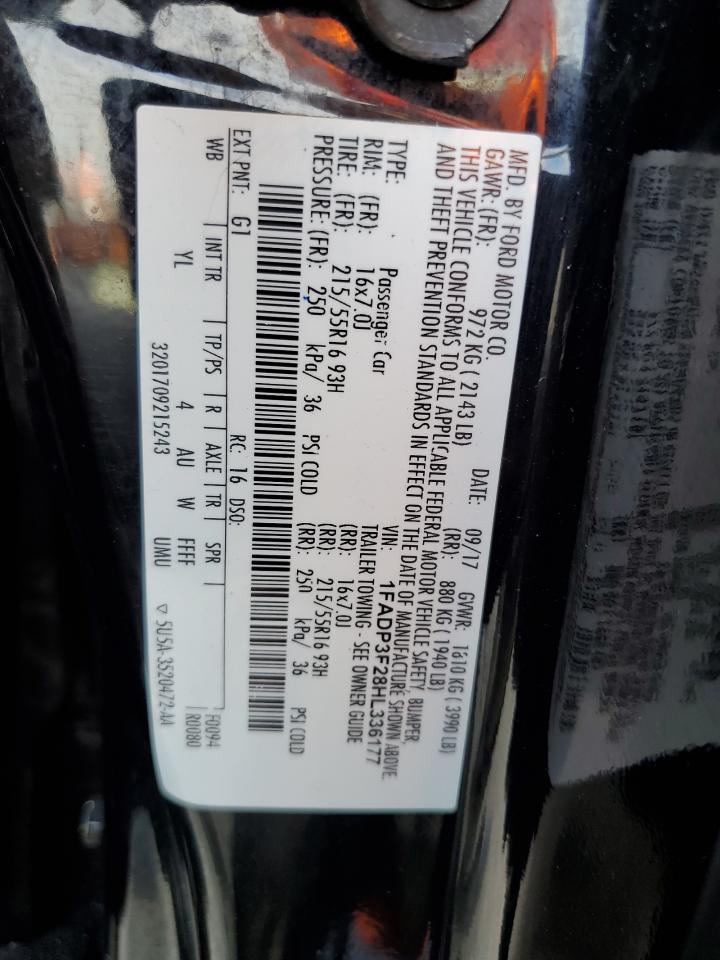 MFD. BY FORD MOTOR CO DATE: 09/17 GVWR: 1810 KG ( 3990 LB)
GAWR: (FR): 972 KG ( 2143 LB) (RR): 880 KG ( 1940 LB)
THIS VEHICLE CONFORMS TO ALL APPLICABLE FEDERAL MOTOR VEHICLE SAFETY, BUMPER,
AND THEFT PREVENTION STANDARDS IN EFFECT ON THE DATE OF MANUFACTURE SHOWN ABOVE.
VIN: 1FADP3F28HL336177
TYPE: Passenger Car TRAILER TOWING - SEE OWNER GUIDE
RIM: (FR): 16x7.0J (RR): 16x7.0J
TIRE: (FR): 215/55R16 93H (RR): 215/55R16 93H
PRESSURE: (FR): 250 kPa/ 36 PSI COLD (RR): 250 kPa/ 36 PSI COLD
EXT PNT: G1 RC: 16 DSO: F0094
R0080
WB INT TR TP/PS R AXLE TR SPR
YL 4 AU W FFFF
3201709215243 UMU ▽ 5U5A-3520472-AA